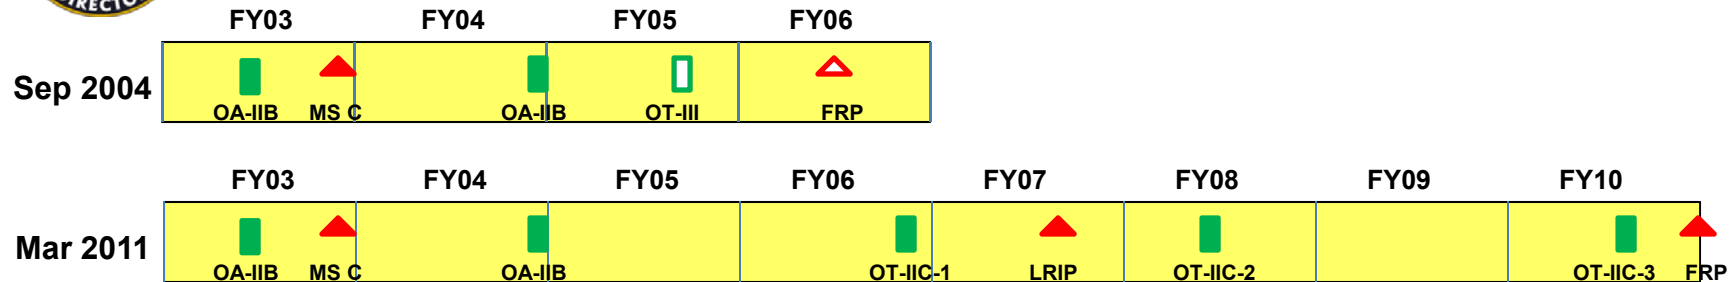 DIRECTO
FY03 FY04 FY05 FY06
Sep 2004
OA-IIB MS C OA-IIB OT-III FRP
FY03 FY04 FY05 FY06 FY07 FY08 FY09 FY10
Mar 2011
OA-IIB MS C OA-IIB OT-IIC-1 LRIP OT-IIC-2 OT-IIC-3 FRP